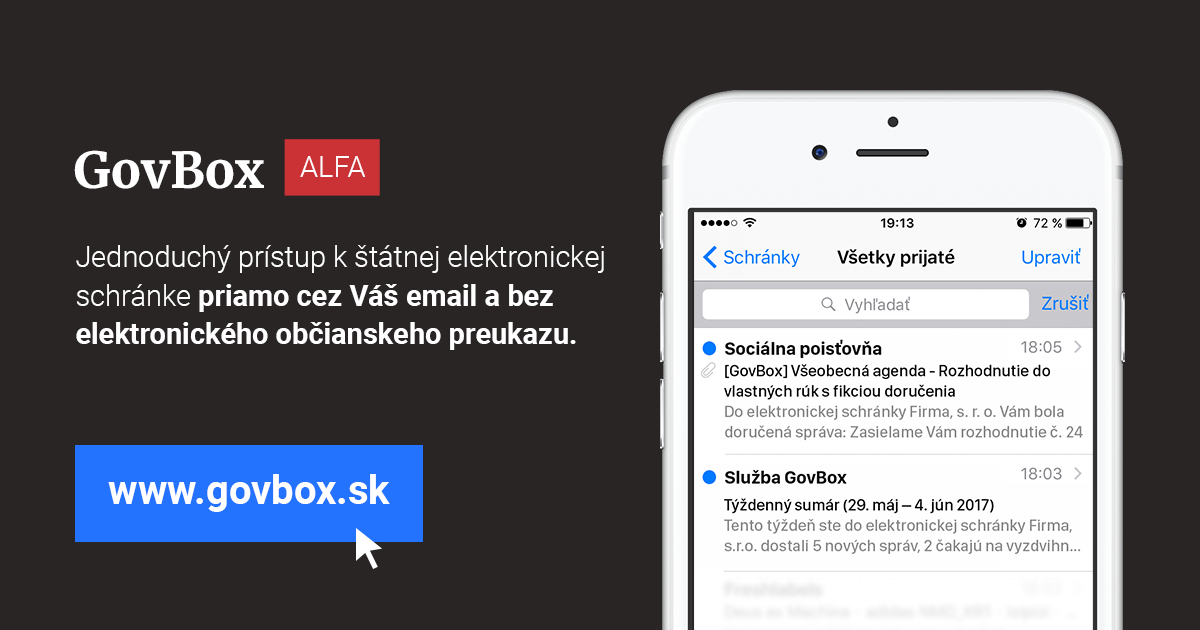 GovBox ALFA
Jednoduchý prístup k štátnej elektronickej
schránke priamo cez Váš email a bez
elektronického občianskeho preukazu.
www.govbox.sk
19:13 72 %
Schránky Všetky prijaté Upraviť
Vyhľadať Zrušiť
Sociálna poisťovňa 18:05
[GovBox] Všeobecná agenda - Rozhodnutie do
vlastných rúk s fikciou doručenia
Do elektronickej schránky Firma, s. r. o. Vám bola
doručená správa: Zasielame Vám rozhodnutie č. 24
Služba GovBox 18:03
Týždenný sumár (29. máj – 4. jún 2017)
Tento týždeň ste do elektronickej schránky Firma,
s.r.o. dostali 5 nových správ, 2 čakajú na vyzdvihn...
Freshlabels